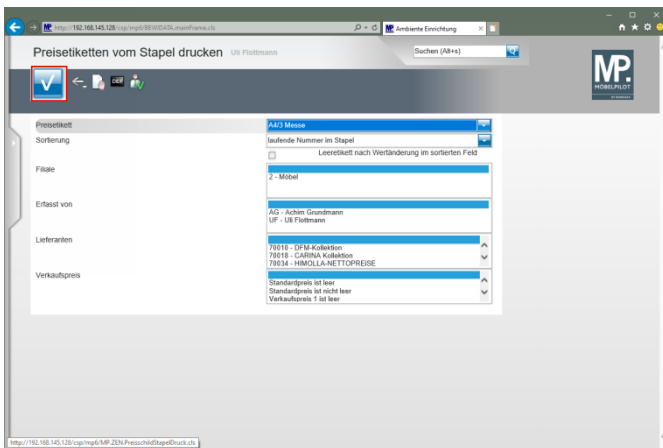 http://192.168.145.128/csp/mp6/BEWIDATA.mainFrame.cls
MP Ambiente Einrichtung
Preisetiketten vom Stapel drucken Uli Flottmann
Suchen (Alt+s)
MP.
MÖBELPILOT
Preisetikett A4/3 Messe
Sortierung laufende Nummer im Stapel
Leeretikett nach Wertänderung im sortierten Feld
Filiale
2 - Möbel
Erfasst von
AG - Achim Grundmann
UF - Uli Flottmann
Lieferanten
70010 - DFM-Kollektion
70018 - CARINA Kollektion
70034 - HIMOLLA-NETTOPREISE
Verkaufspreis
Standardpreis ist leer
Standardpreis ist nicht leer
Verkaufspreis 1 ist leer
http://192.168.145.128/csp/mp6/MP.ZEN.PreisschildStapelDruck.cls